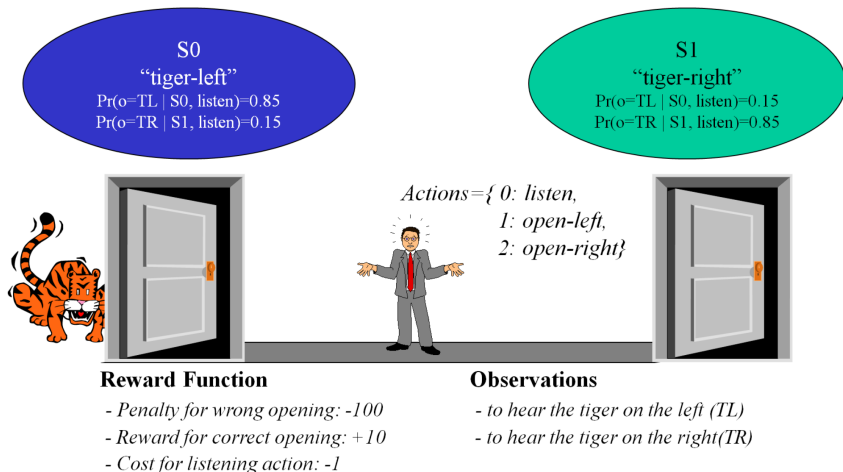 S0
“tiger-left”
Pr(o=TL | S0, listen)=0.85
Pr(o=TR | S1, listen)=0.15
S1
“tiger-right”
Pr(o=TL | S0, listen)=0.15
Pr(o=TR | S1, listen)=0.85
Actions={ 0: listen,
1: open-left,
2: open-right}
Reward Function
- Penalty for wrong opening: -100
- Reward for correct opening: +10
- Cost for listening action: -1
Observations
- to hear the tiger on the left (TL)
- to hear the tiger on the right(TR)